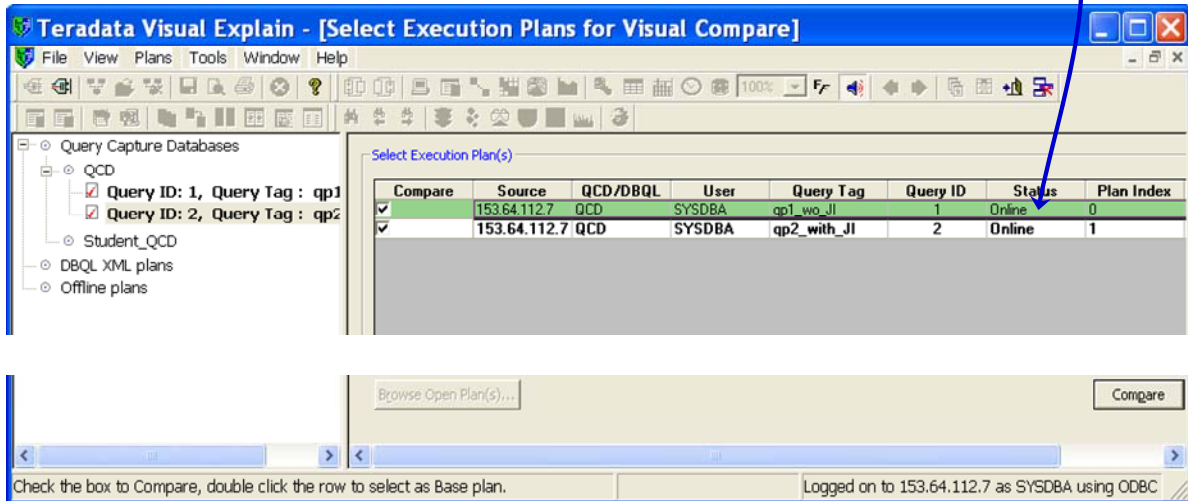 Teradata Visual Explain - [Select Execution Plans for Visual Compare]
File View Plans Tools Window Help
100%
Query Capture Databases
QCD
Query ID: 1, Query Tag : qp1
Query ID: 2, Query Tag : qp2
Student_QCD
DBQL XML plans
Offline plans
Select Execution Plan(s)
Compare Source QCD/DBQL User Query Tag Query ID Status Plan Index
153.64.112.7 QCD SYSDBA qp1_wo_JI 1 Online 0
153.64.112.7 QCD SYSDBA qp2_with_JI 2 Online 1
Browse Open Plan(s)...
Compare
Check the box to Compare, double click the row to select as Base plan.
Logged on to 153.64.112.7 as SYSDBA using ODBC